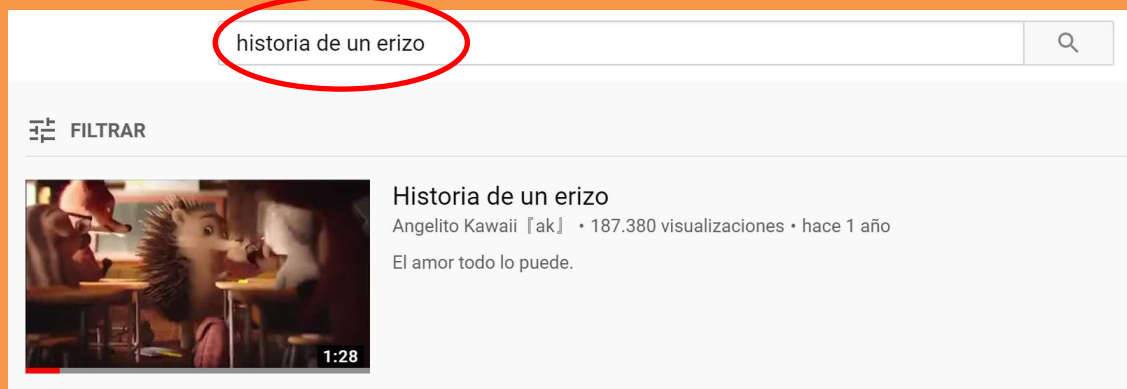 historia de un erizo
FILTRAR
Historia de un erizo
Angelito Kawaii『ak』 • 187.380 visualizaciones • hace 1 año
El amor todo lo puede.
1:28